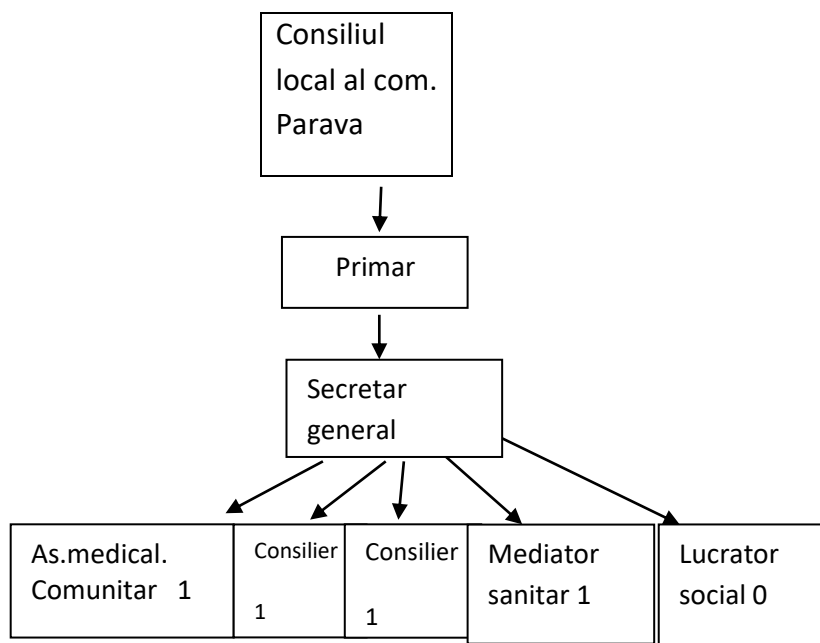 Consiliul
local al com.
Parava
Primar
Secretar
general
As.medical.
Comunitar 1
Consilier
1
Consilier
1
Mediator
sanitar 1
Lucrator
social 0